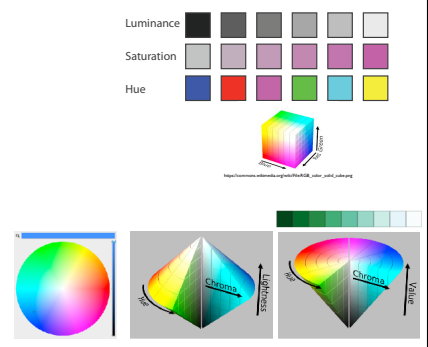 Luminance
Saturation
Hue
Blue
Red
Green
https://commons.wikimedia.org/wiki/File:RGB_color_solid_cube.png
Hue
Chroma
Lightness
Hue
Chroma
Value